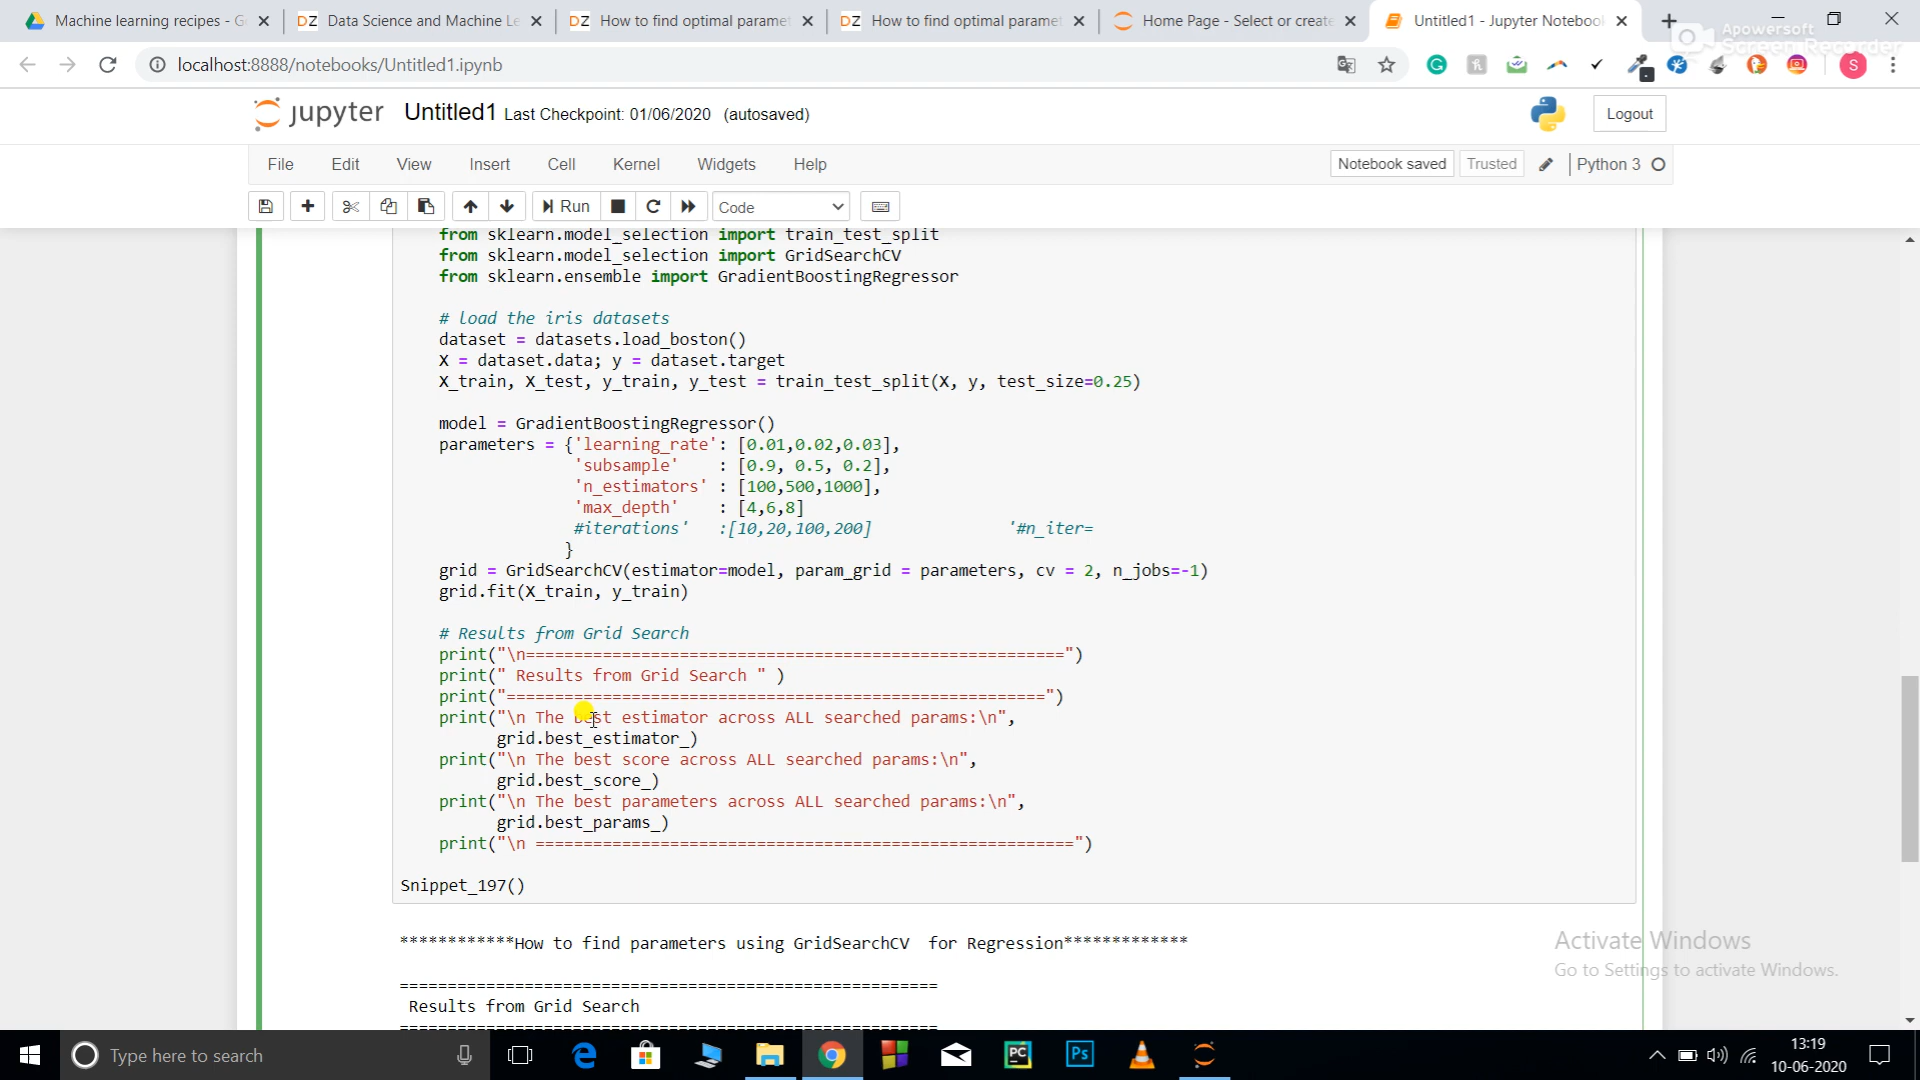 Machine learning recipes - G
Data Science and Machine Le
How to find optimal paramet
How to find optimal paramet
Home Page - Select or create
Untitled1 - Jupyter Notebook
Apowersoft
Screen Recorder
localhost:8888/notebooks/Untitled1.ipynb
S
jupyter Untitled1 Last Checkpoint: 01/06/2020 (autosaved)
Logout
File Edit View Insert Cell Kernel Widgets Help
Notebook saved Trusted Python 3
Run Code
from sklearn.model_selection import train_test_split
from sklearn.model_selection import GridSearchCV
from sklearn.ensemble import GradientBoostingRegressor
# load the iris datasets
dataset = datasets.load_boston()
X = dataset.data; y = dataset.target
X_train, X_test, y_train, y_test = train_test_split(X, y, test_size=0.25)
model = GradientBoostingRegressor()
parameters = {'learning_rate': [0.01,0.02,0.03],
'subsample' : [0.9, 0.5, 0.2],
'n_estimators' : [100,500,1000],
'max_depth' : [4,6,8]
#iterations' :[10,20,100,200] '#n_iter=
}
grid = GridSearchCV(estimator=model, param_grid = parameters, cv = 2, n_jobs=-1)
grid.fit(X_train, y_train)
# Results from Grid Search
print("\n========================================================")
print(" Results from Grid Search " )
print("========================================================")
print("\n The best estimator across ALL searched params:\n",
grid.best_estimator_)
print("\n The best score across ALL searched params:\n",
grid.best_score_)
print("\n The best parameters across ALL searched params:\n",
grid.best_params_)
print("\n ========================================================")
Snippet_197()
************How to find parameters using GridSearchCV for Regression*************
========================================================
Results from Grid Search
========================================================
Activate Windows
Go to Settings to activate Windows.
Type here to search
PC
Ps
13:19
10-06-2020